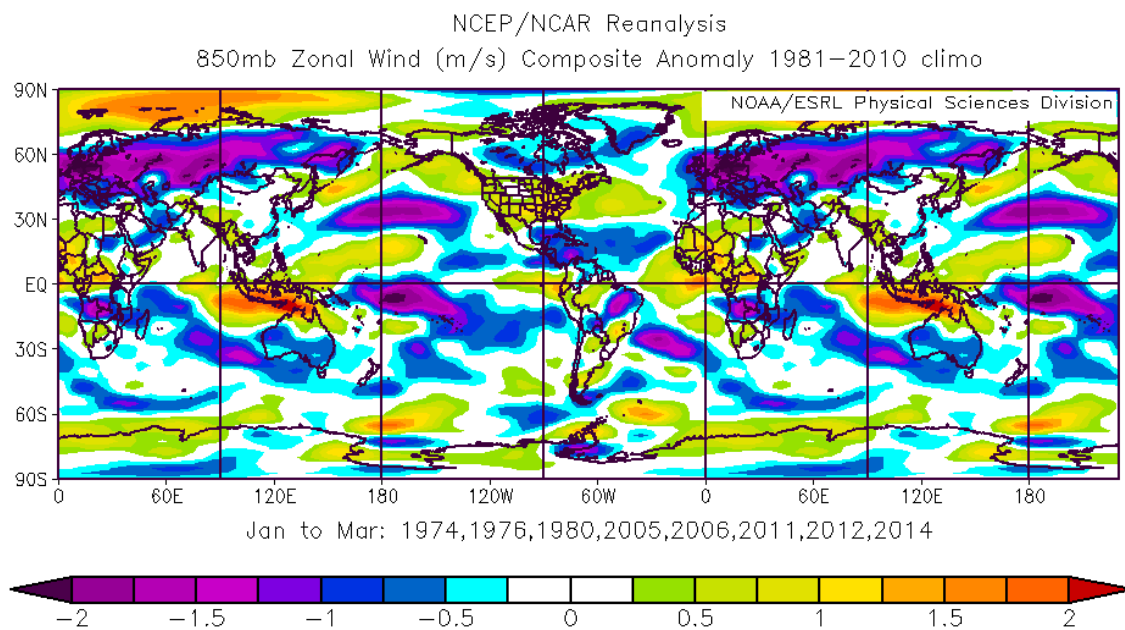 NCEP/NCAR Reanalysis
850mb Zonal Wind (m/s) Composite Anomaly 1981−2010 climo
NOAA/ESRL Physical Sciences Division
90N
60N
30N
EQ
30S
60S
90S
0 60E 120E 180 120W 60W 0 60E 120E 180
Jan to Mar: 1974,1976,1980,2005,2006,2011,2012,2014
−2 −1.5 −1 −0.5 0 0.5 1 1.5 2